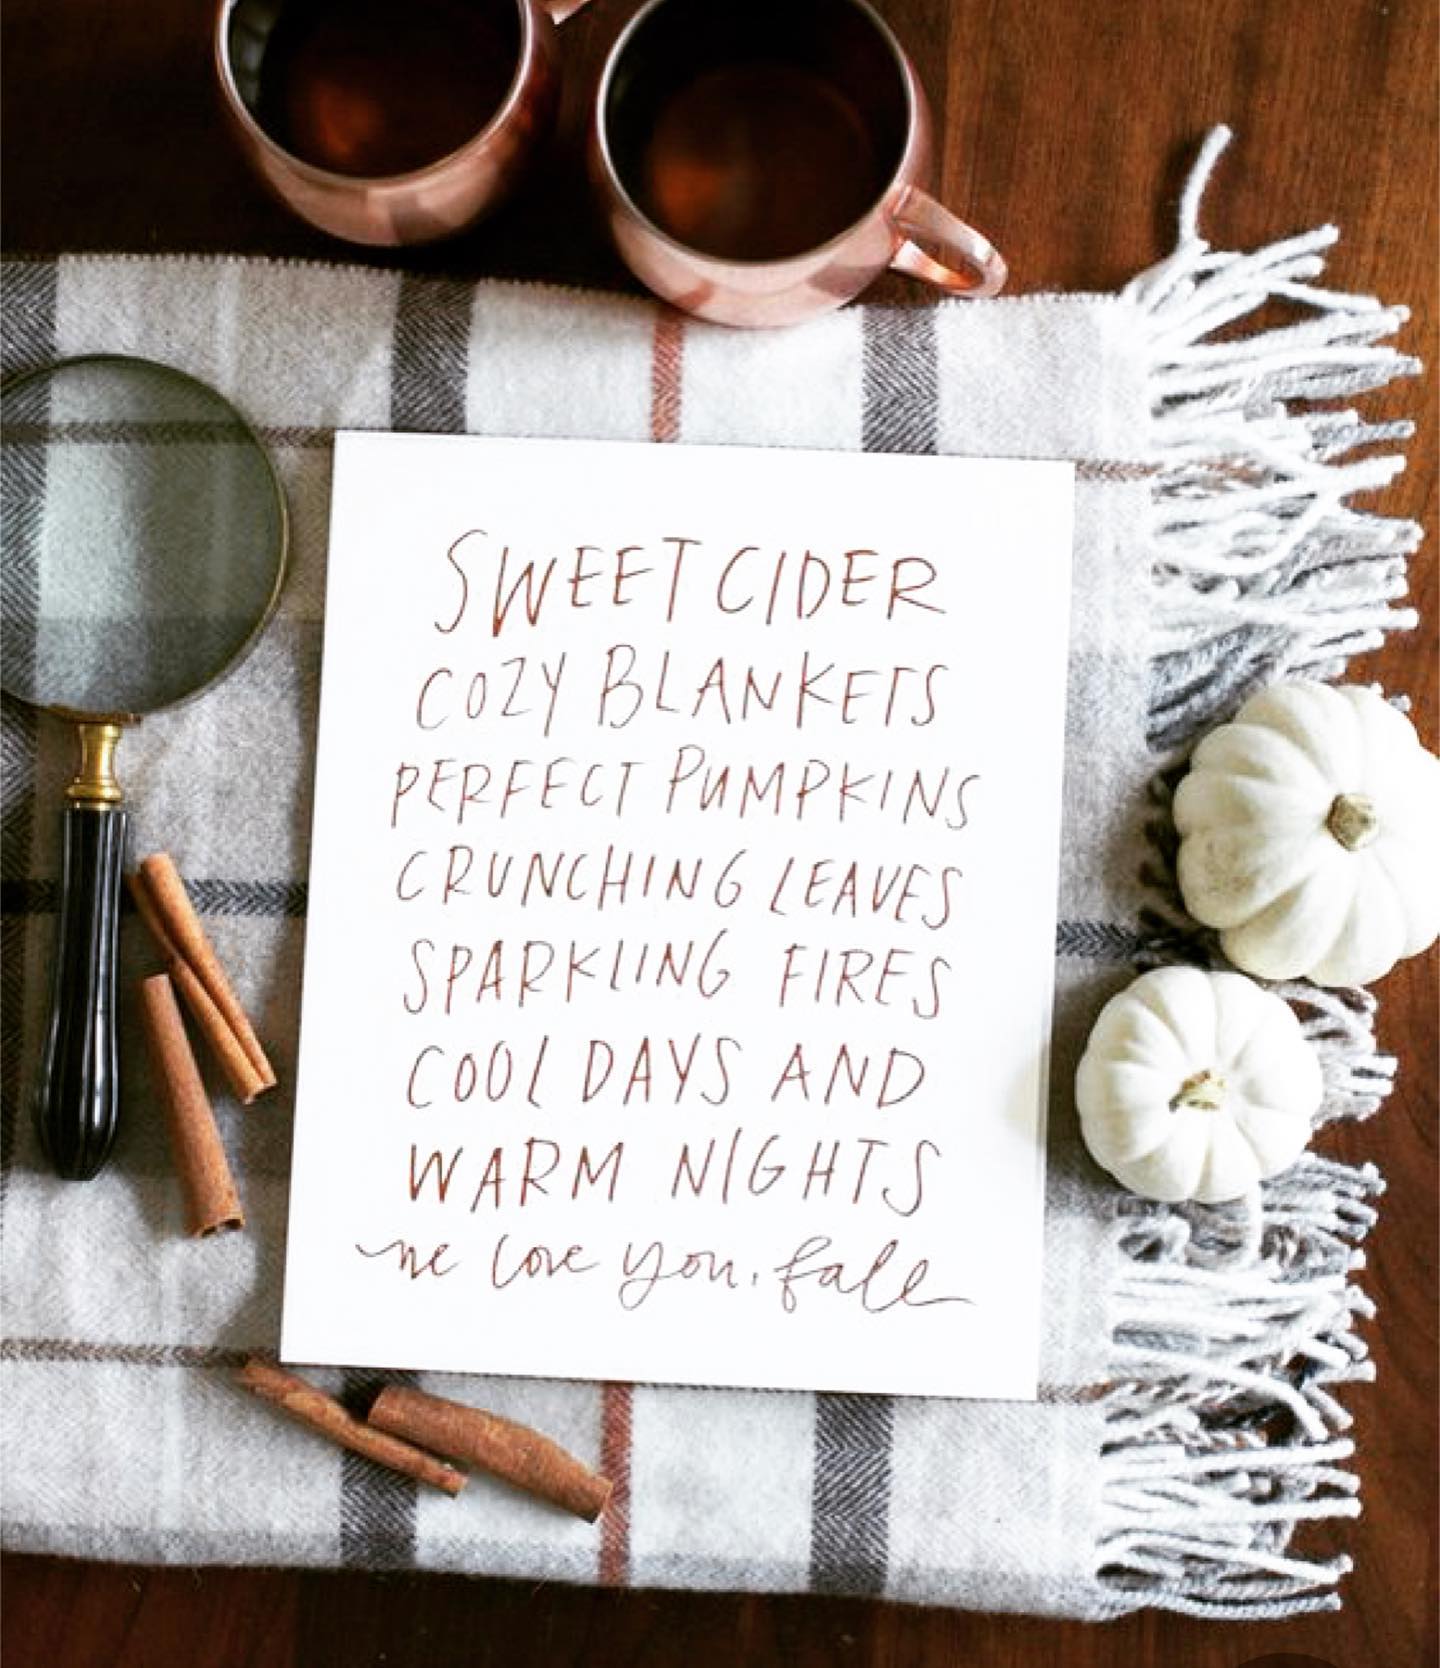 SWEET CIDER
COZY BLANKETS
PERFECT PUMPKINS
CRUNCHING LEAVES
SPARKLING FIRES
COOL DAYS AND
WARM NIGHTS
we love you, fall